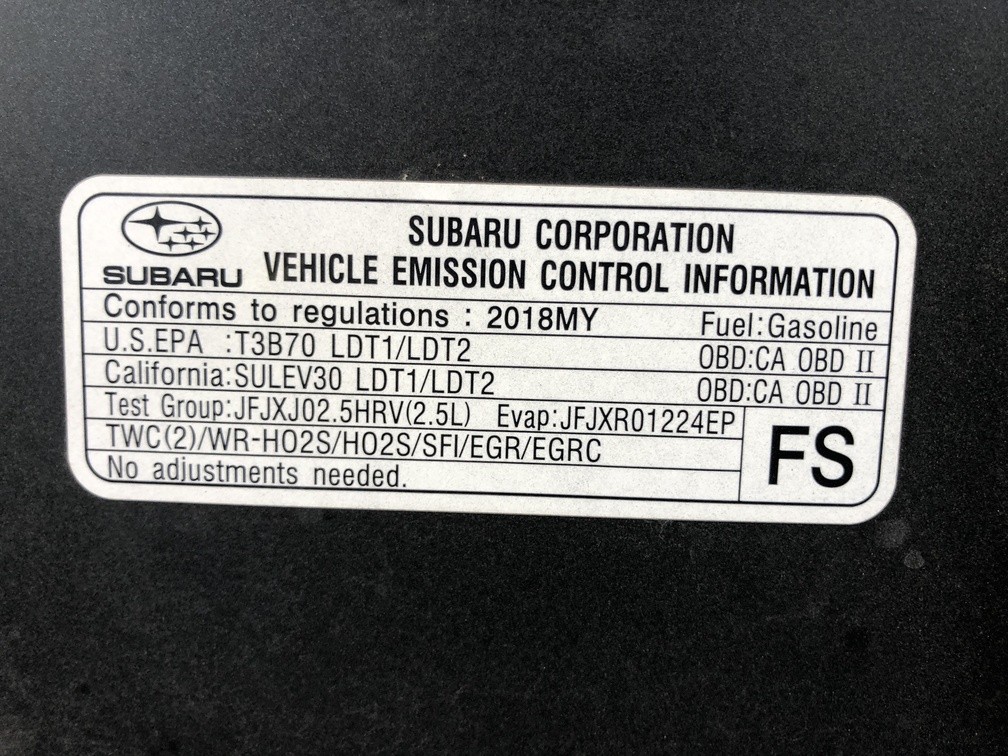 SUBARU
SUBARU CORPORATION
VEHICLE EMISSION CONTROL INFORMATION
Conforms to regulations : 2018MY Fuel:Gasoline
U.S.EPA :T3B70 LDT1/LDT2 OBD:CA OBD II
California:SULEV30 LDT1/LDT2 OBD:CA OBD II
Test Group:JFJXJ02.5HRV(2.5L) Evap:JFJXR01224EP
TWC(2)/WR-HO2S/HO2S/SFI/EGR/EGRC
No adjustments needed.
FS